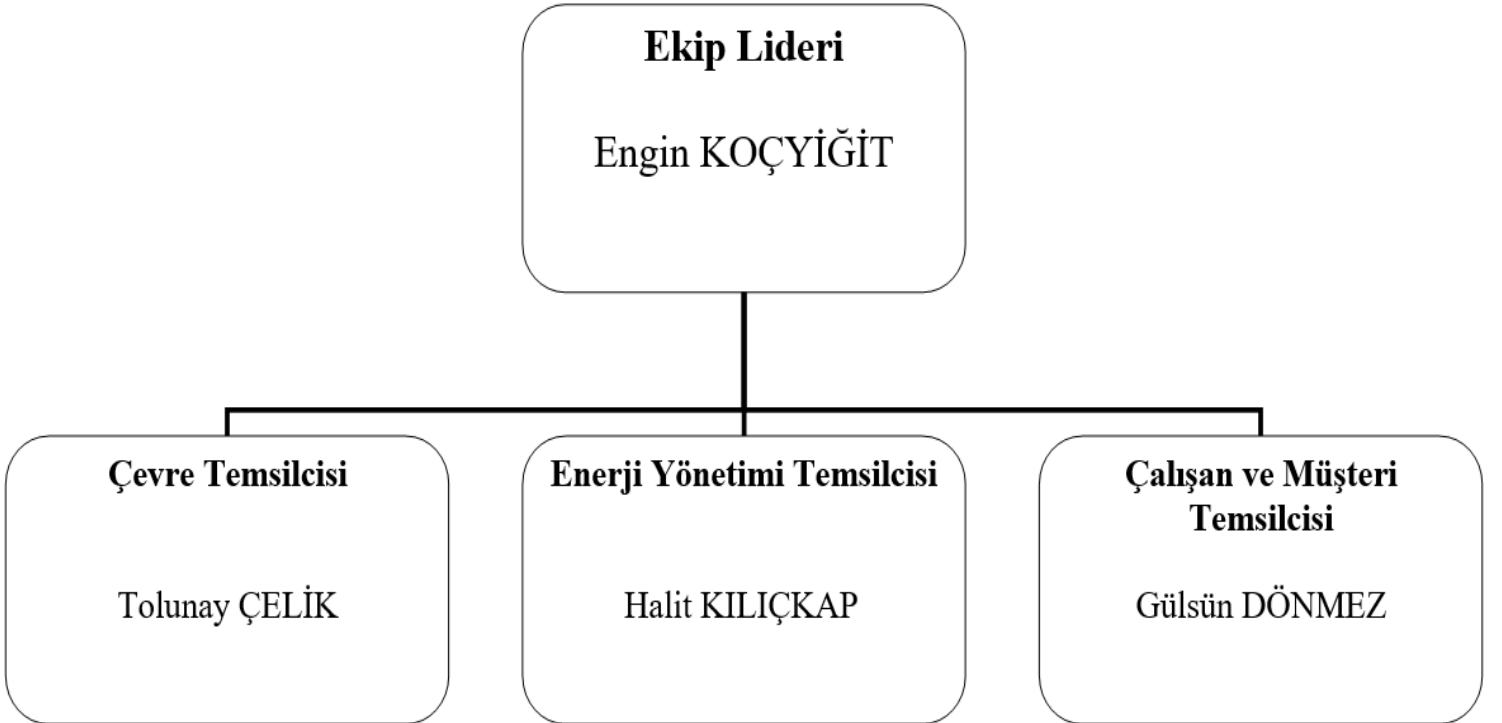 Ekip Lideri
Engin KOÇYİĞİT
Çevre Temsilcisi
Tolunay ÇELİK
Enerji Yönetimi Temsilcisi
Halit KILIÇKAP
Çalışan ve Müşteri
Temsilcisi
Gülsün DÖNMEZ